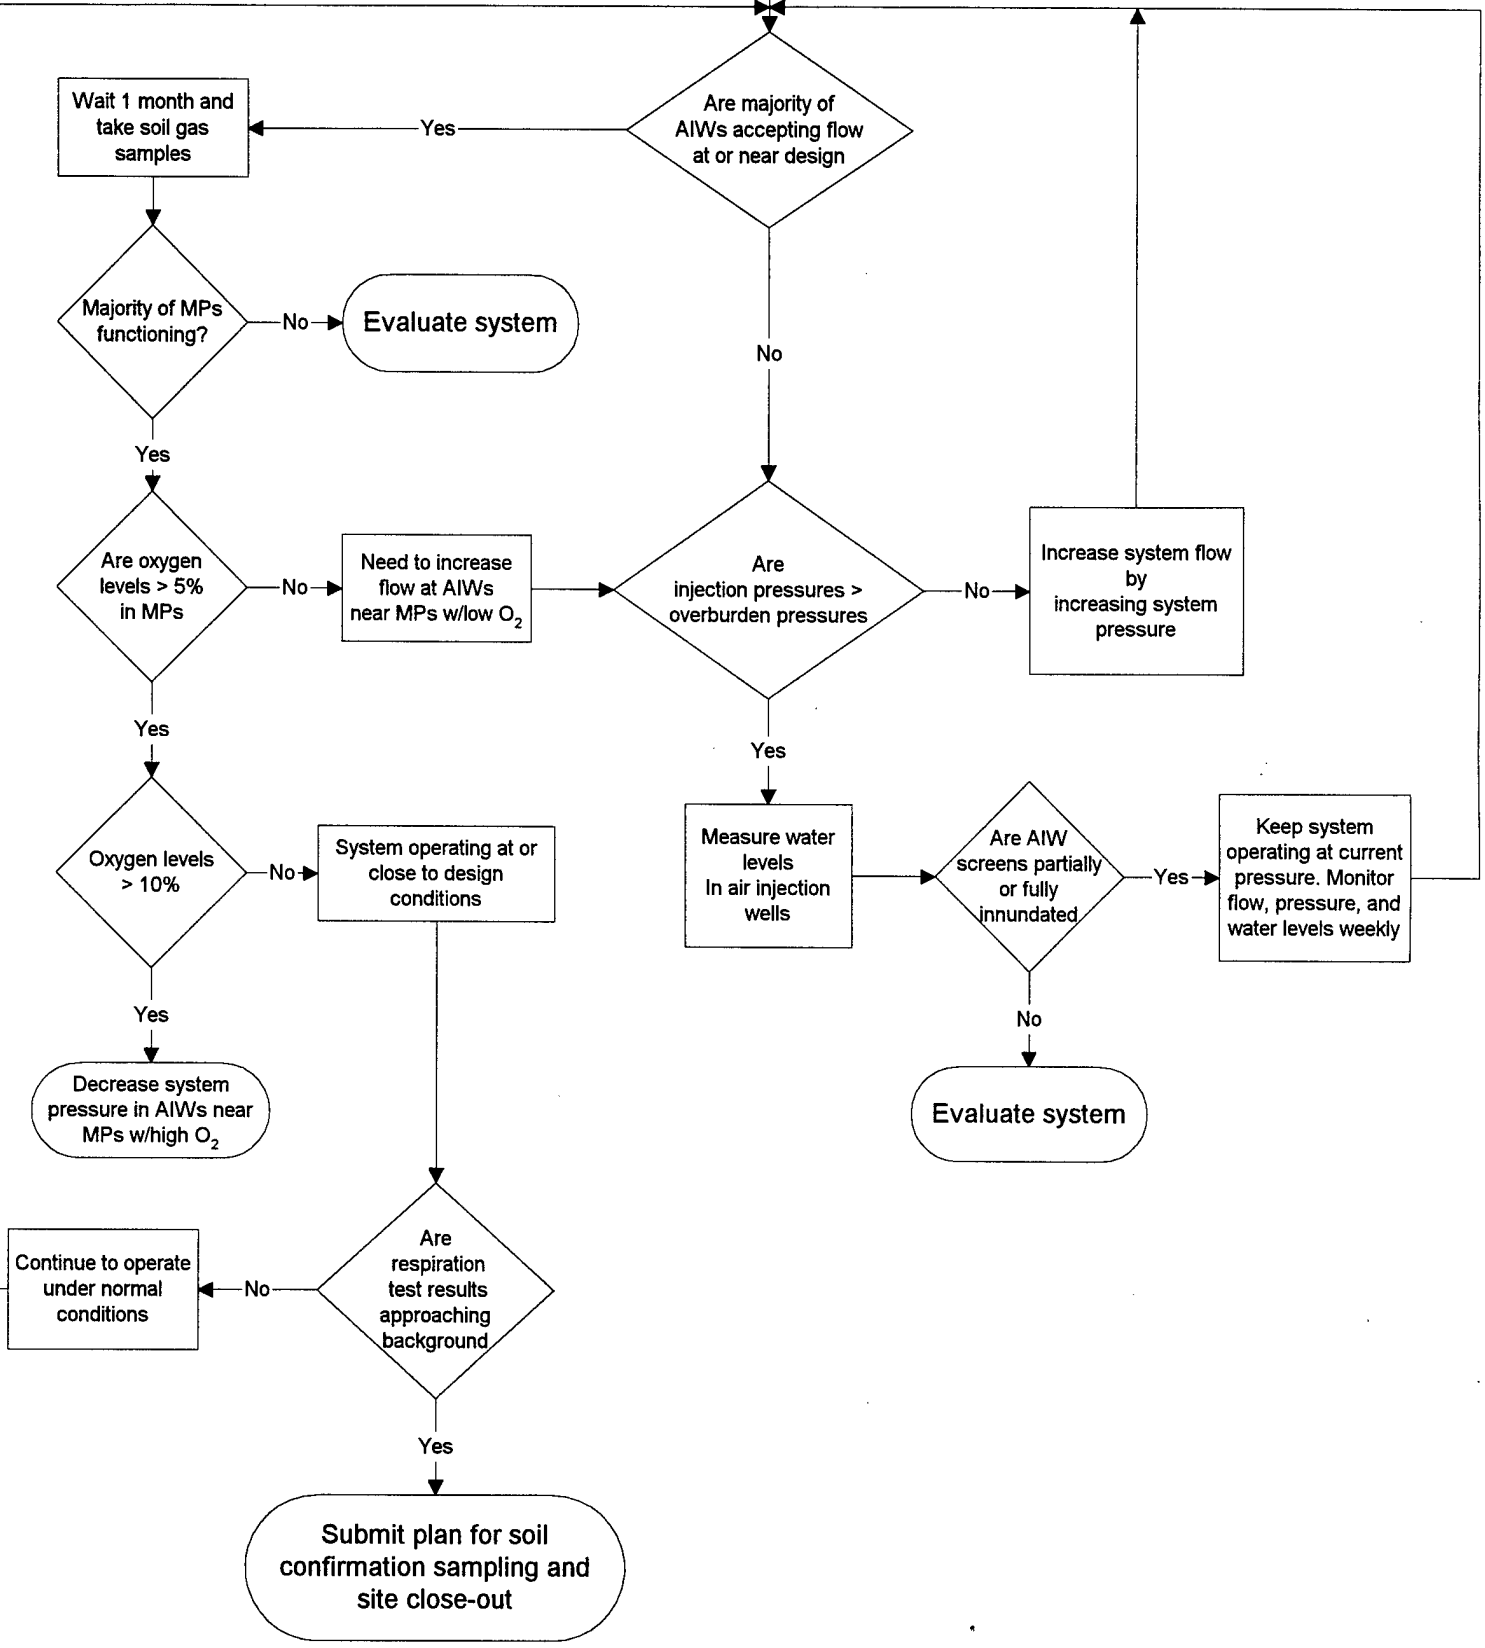 Are majority of
AIWs accepting flow
at or near design
Yes
Wait 1 month and
take soil gas
samples
Majority of MPs
functioning?
No
Evaluate system
No
Yes
Are oxygen
levels > 5%
in MPs
No
Need to increase
flow at AIWs
near MPs w/low O₂
Are
injection pressures >
overburden pressures
No
Increase system flow
by
increasing system
pressure
Yes
Yes
Oxygen levels
> 10%
No
System operating at or
close to design
conditions
Measure water
levels
In air injection
wells
Are AIW
screens partially
or fully
innundated
Yes
Keep system
operating at current
pressure. Monitor
flow, pressure, and
water levels weekly
Yes
No
Decrease system
pressure in AIWs near
MPs w/high O₂
Evaluate system
Are
respiration
test results
approaching
background
No
Continue to operate
under normal
conditions
Yes
Submit plan for soil
confirmation sampling and
site close-out